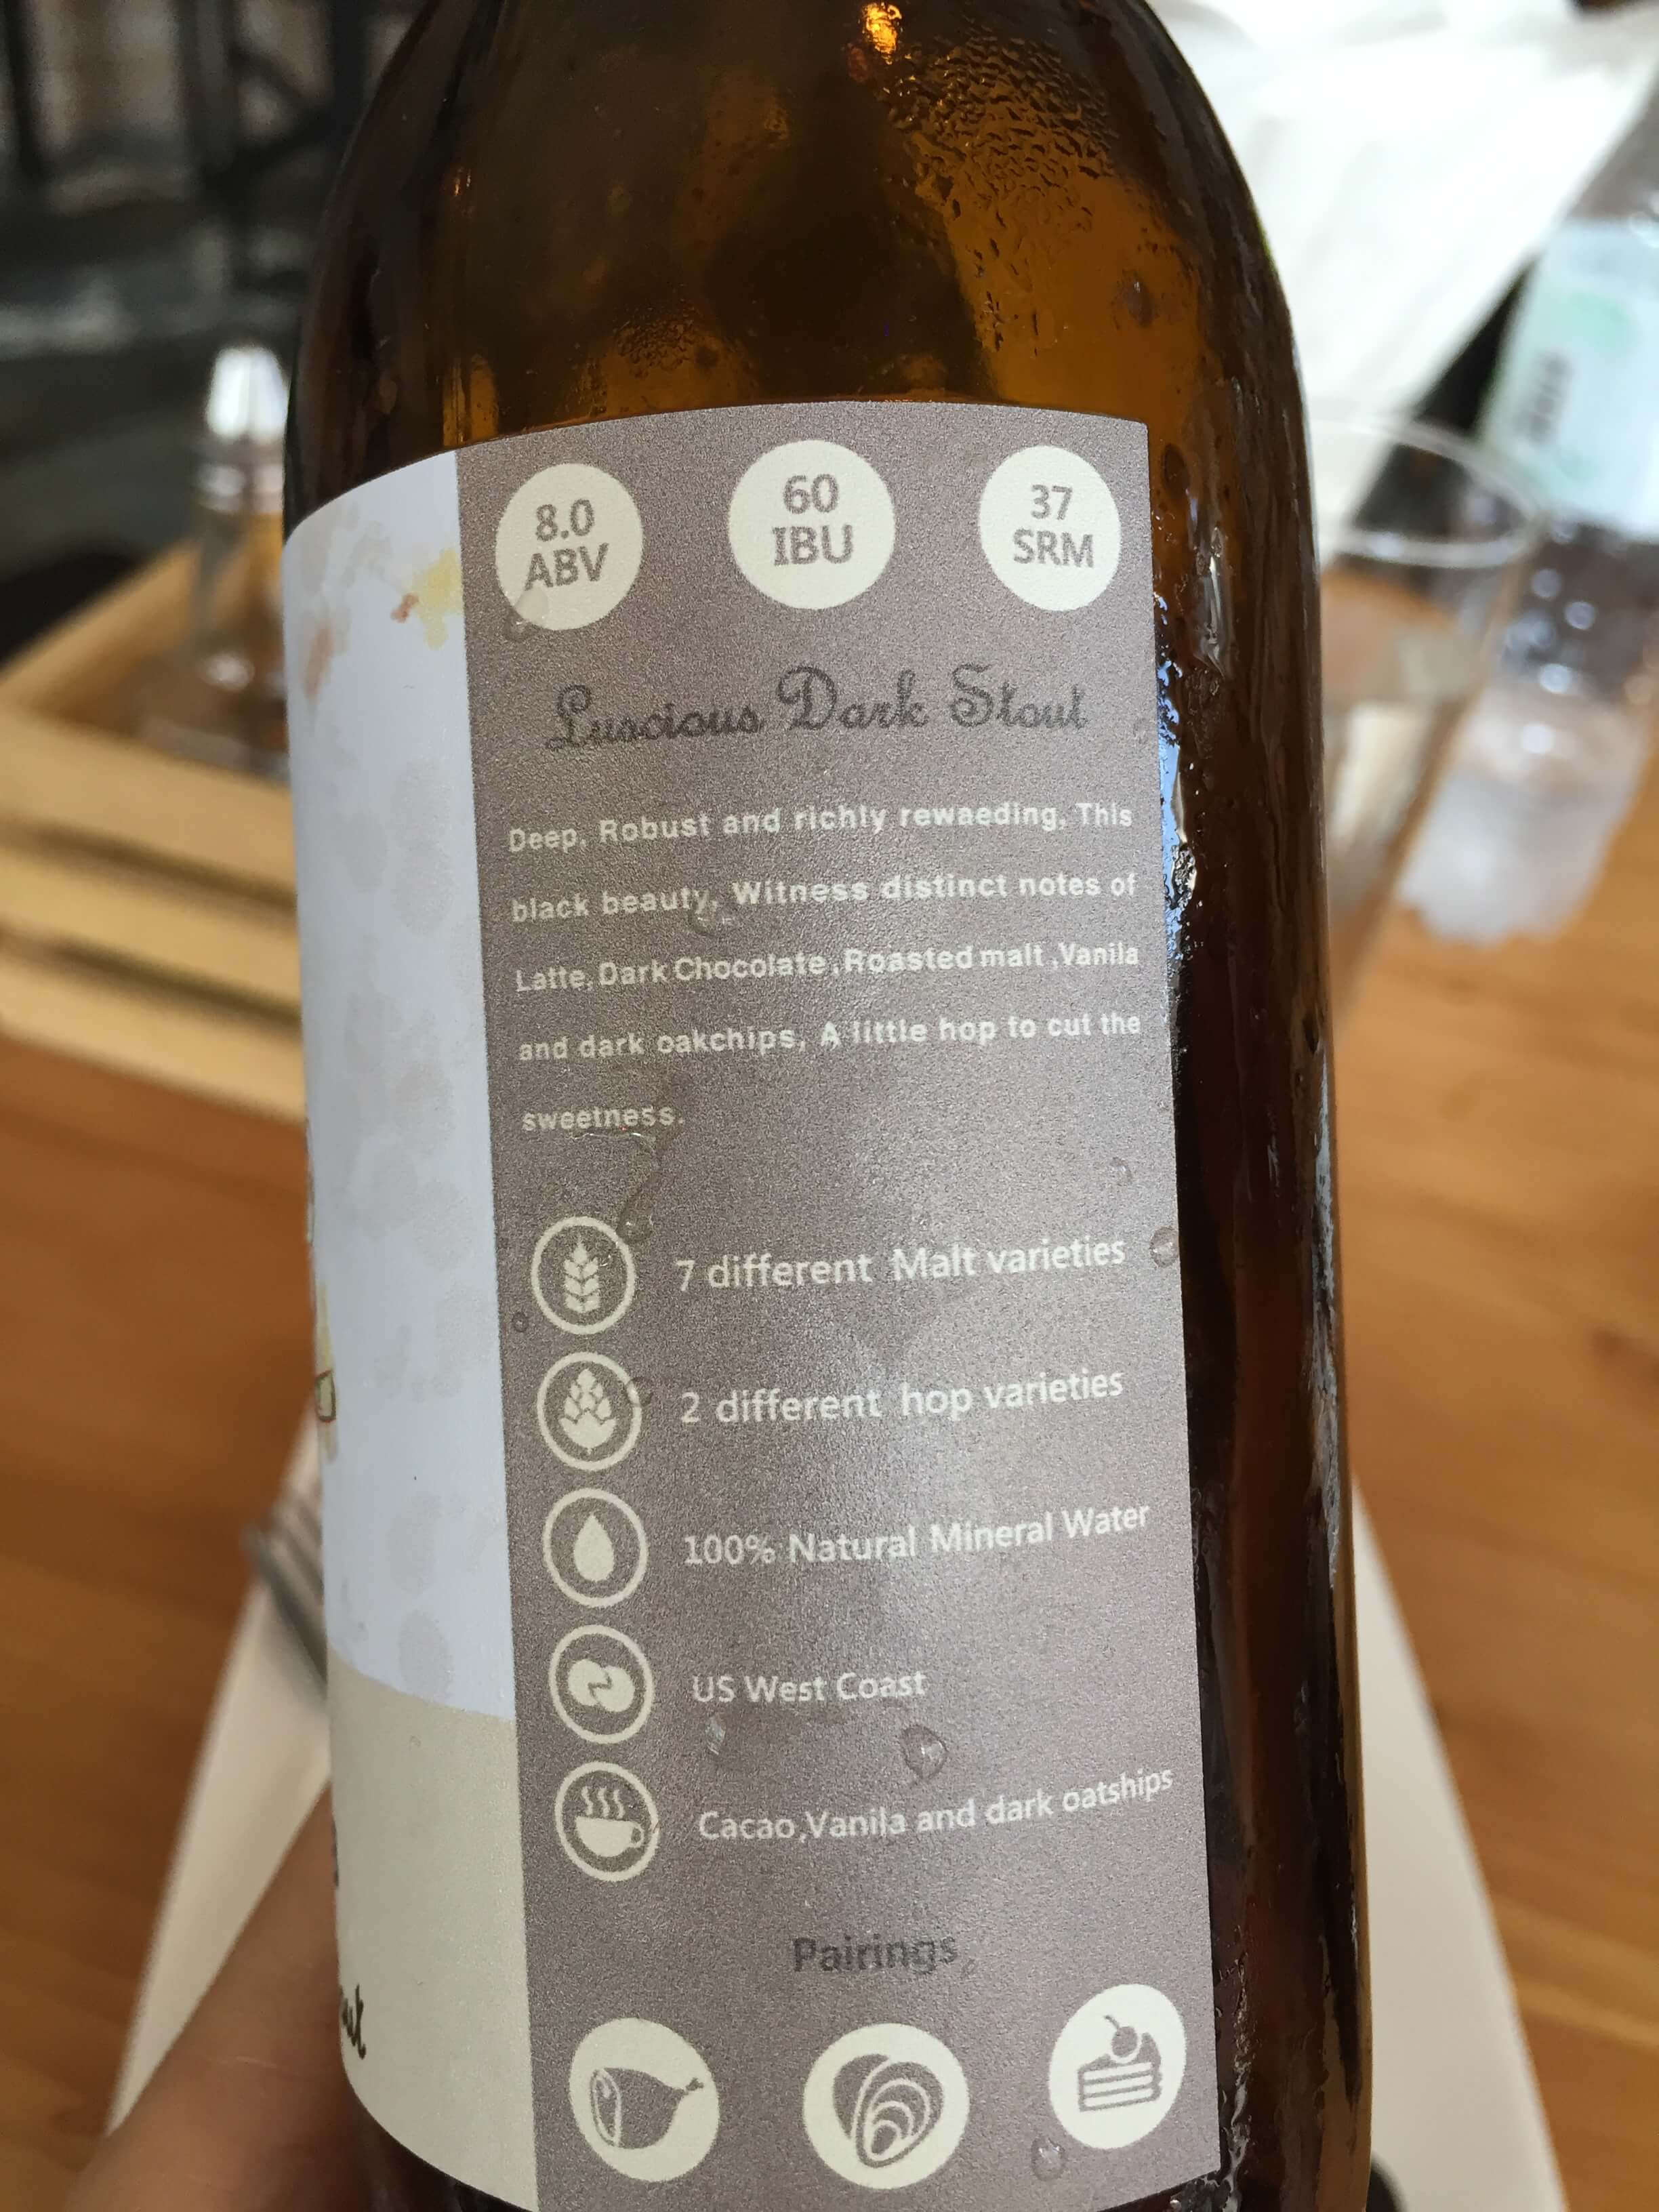 8.0
ABV
60
IBU
37
SRM
Luscious Dark Stout
Deep, Robust and richly rewaeding, This
black beauty, Witness distinct notes of
Latte, Dark Chocolate ,Roasted malt ,Vanila
and dark oakchips, A little hop to cut the
sweetness.
7 different Malt varieties
2 different hop varieties
100% Natural Mineral Water
US West Coast
Cacao,Vanila and dark oatships
Pairings